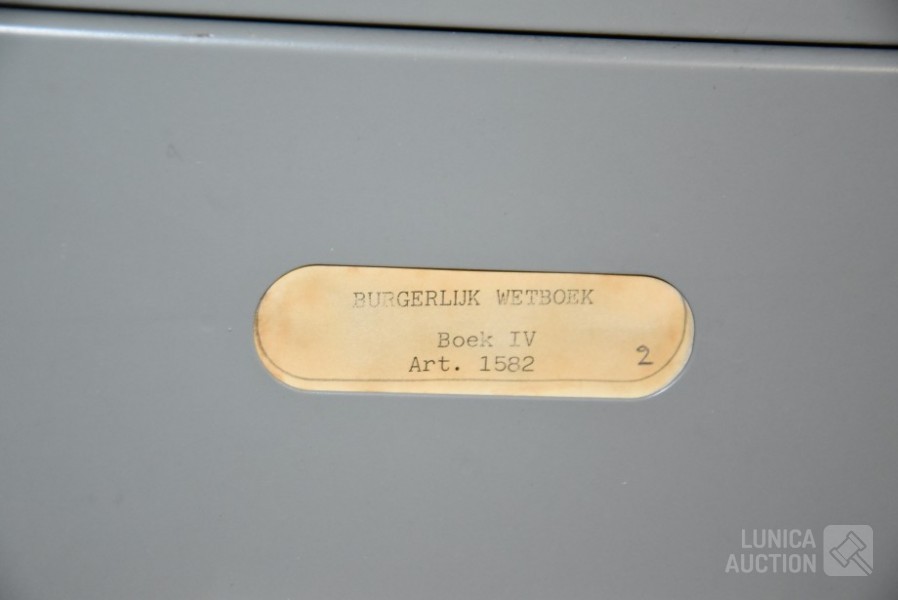 BURGERLIJK WETBOEK
Boek IV
Art. 1582
2
LUNICA
AUCTION